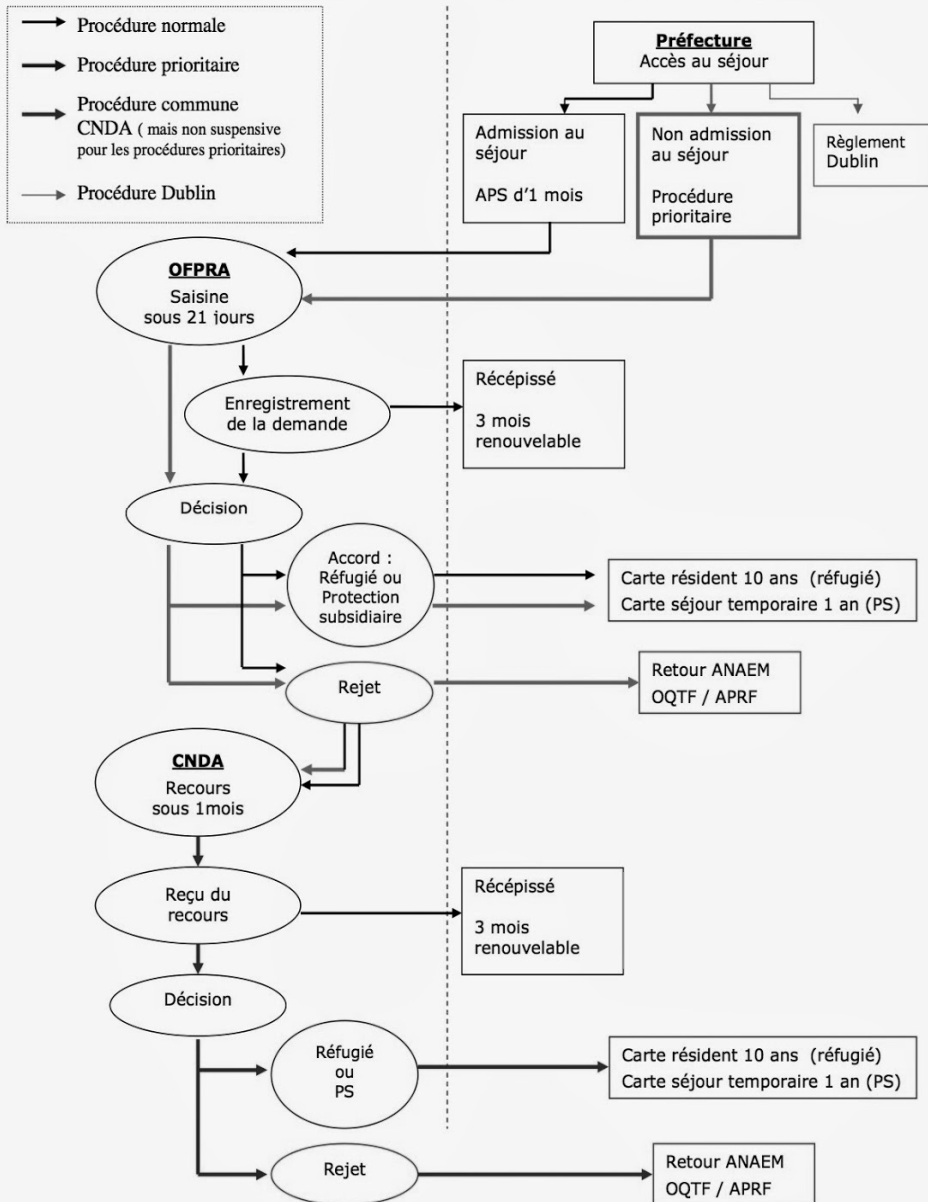 Procédure normale
Procédure prioritaire
Procédure commune
CNDA ( mais non suspensive
pour les procédures prioritaires)
Procédure Dublin
Préfecture
Accès au séjour
Admission au
séjour
APS d'1 mois
Non admission
au séjour
Procédure
prioritaire
Règlement
Dublin
OFPRA
Saisine
sous 21 jours
Enregistrement
de la demande
Récépissé
3 mois
renouvelable
Décision
Accord :
Réfugié ou
Protection
subsidiaire
Carte résident 10 ans (réfugié)
Carte séjour temporaire 1 an (PS)
Rejet
Retour ANAEM
OQTF / APRF
CNDA
Recours
sous 1mois
Reçu du
recours
Récépissé
3 mois
renouvelable
Décision
Réfugié
ou
PS
Carte résident 10 ans (réfugié)
Carte séjour temporaire 1 an (PS)
Rejet
Retour ANAEM
OQTF / APRF